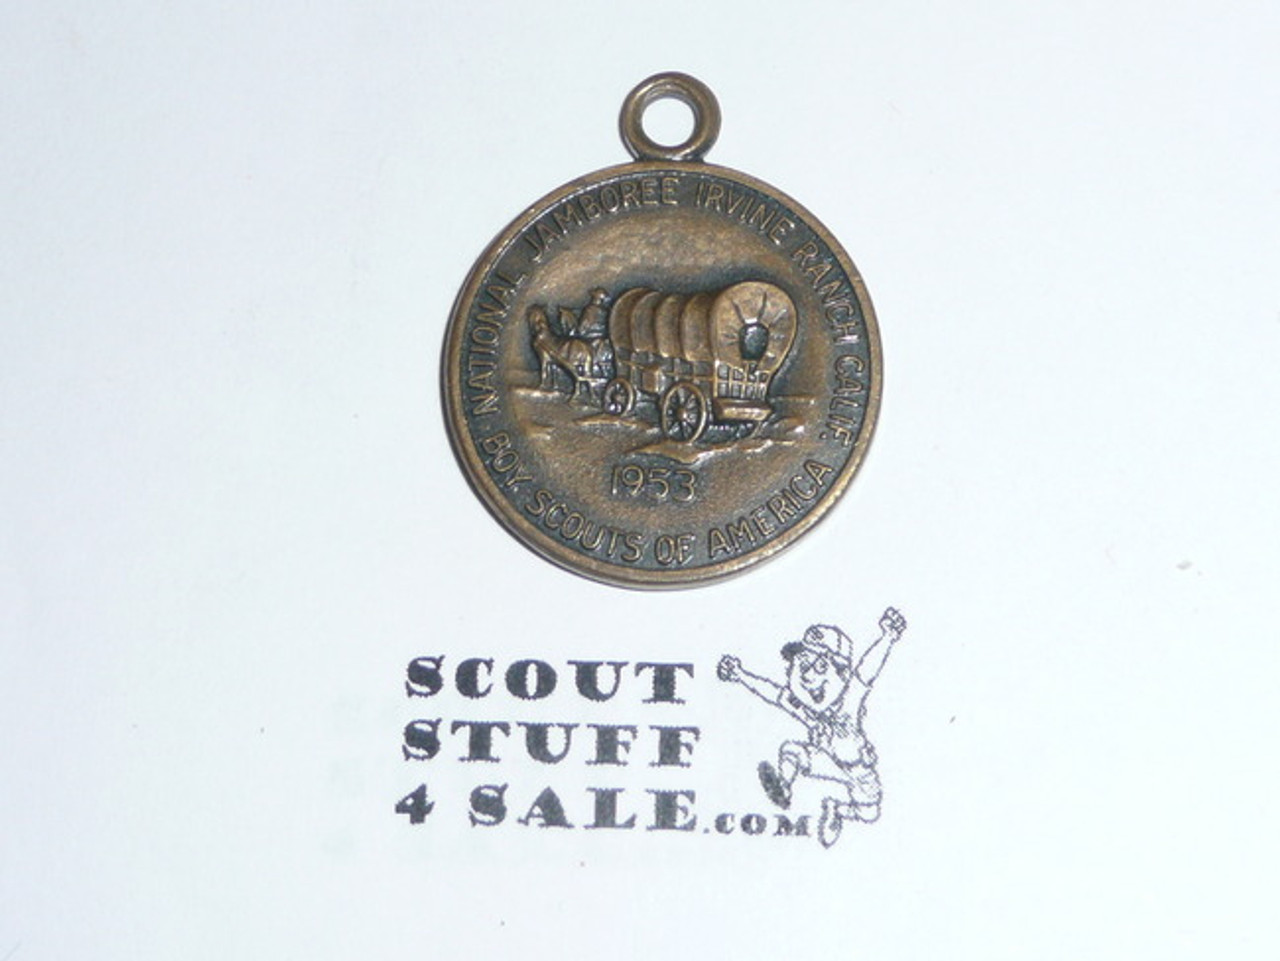 NATIONAL JAMBOREE IRVINE RANCH CALIF.
1953
BOY SCOUTS OF AMERICA
SCOUT
STUFF
4 SALE.COM